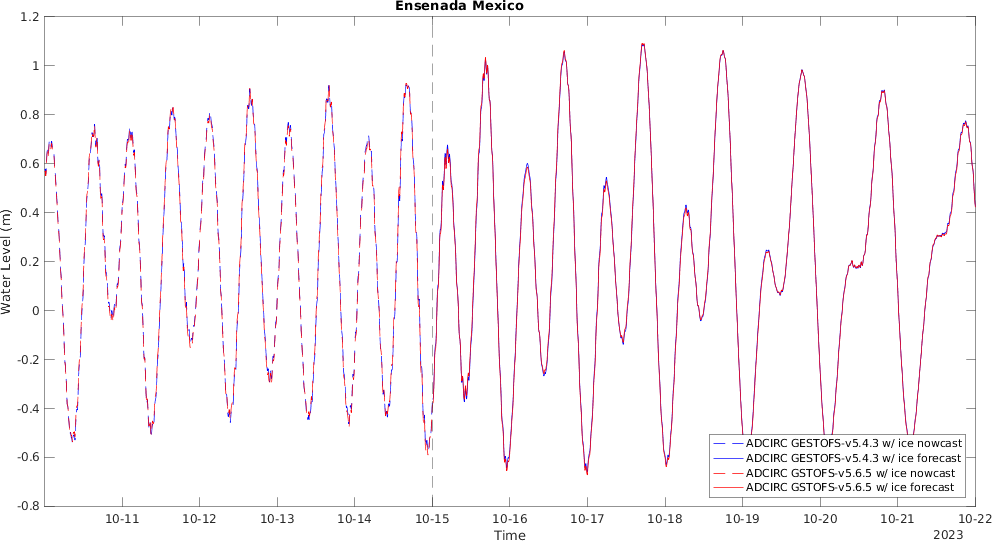 Ensenada Mexico
1.2
1
0.8
0.6
0.4
0.2
0
-0.2
-0.4
-0.6
-0.8
Water Level (m)
ADCIRC GESTOFS-v5.4.3 w/ ice nowcast
ADCIRC GESTOFS-v5.4.3 w/ ice forecast
ADCIRC GSTOFS-v5.6.5 w/ ice nowcast
ADCIRC GSTOFS-v5.6.5 w/ ice forecast
10-11 10-12 10-13 10-14 10-15 10-16 10-17 10-18 10-19 10-20 10-21 10-22
Time
2023